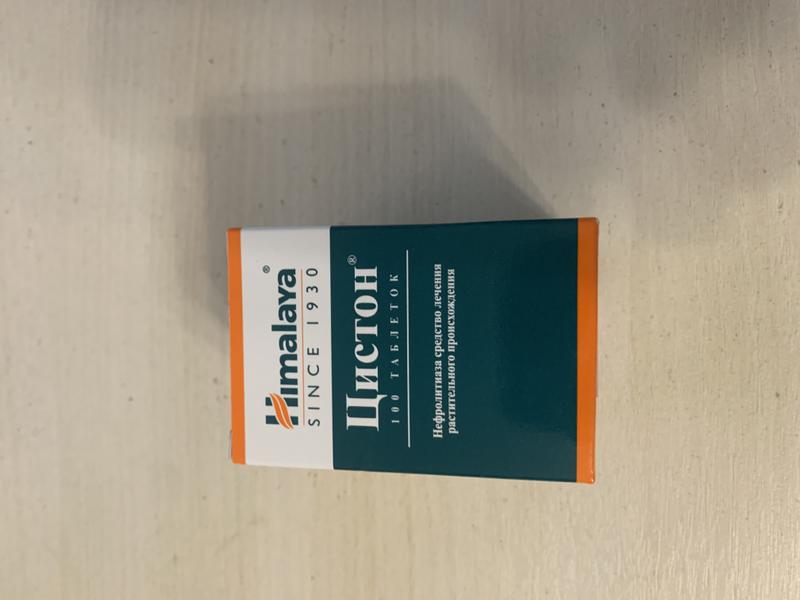 Himalaya®
SINCE 1930
Цистон®
100 ТАБЛЕТОК
Нефролитиаза средство лечения
растительного происхождения